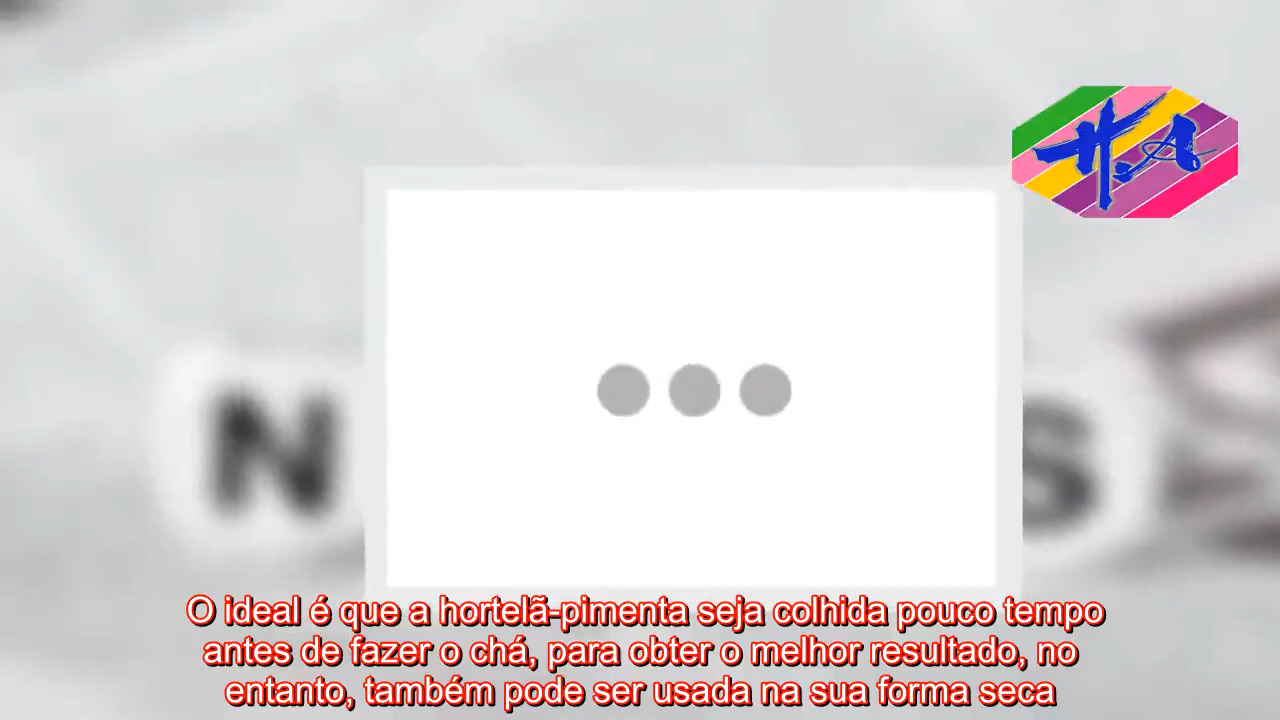 H.A
N
S
O ideal é que a hortelã-pimenta seja colhida pouco tempo
antes de fazer o chá, para obter o melhor resultado, no
entanto, também pode ser usada na sua forma seca